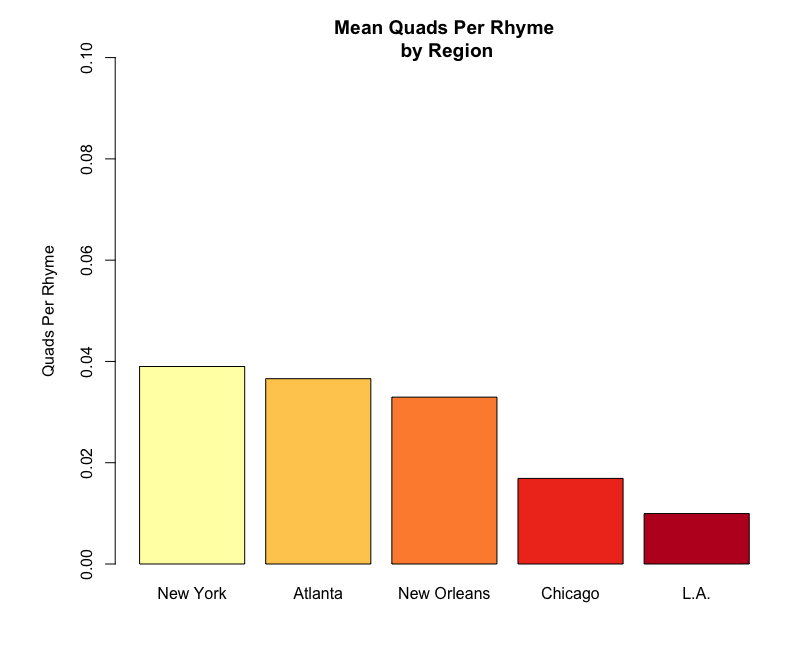 Mean Quads Per Rhyme
by Region
Quads Per Rhyme
0.10
0.08
0.06
0.04
0.02
0.00
New York
Atlanta
New Orleans
Chicago
L.A.